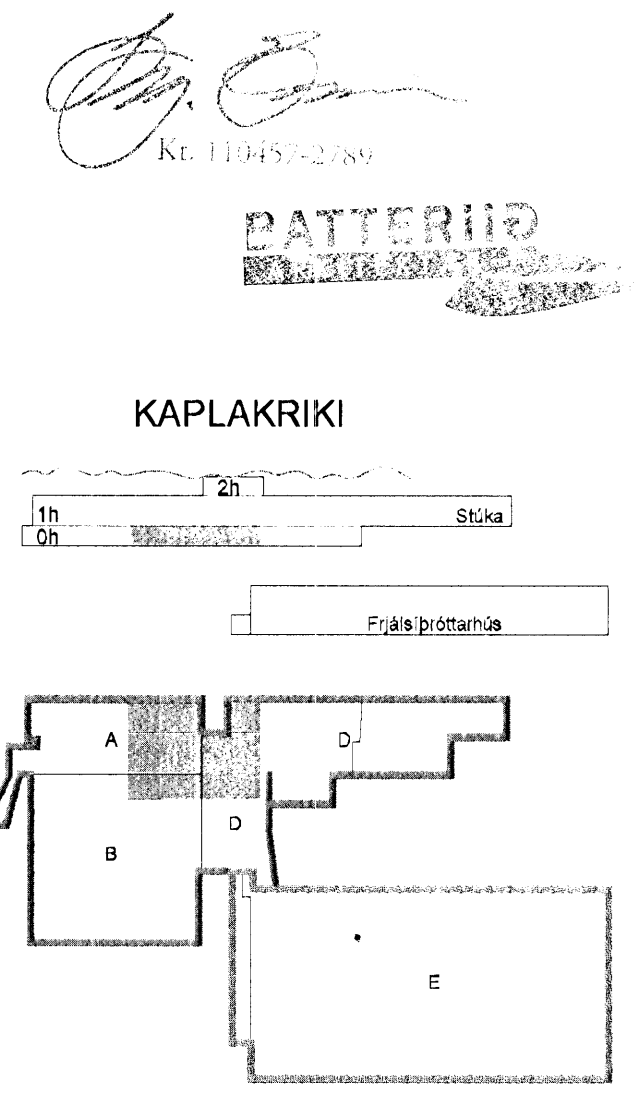 Kt. 110457-2789
BATTERÍIÐ
KAPLAKRIKI
2h
1h
Stúka
0h
Frjálsíþróttarhús
A
D
D
B
E